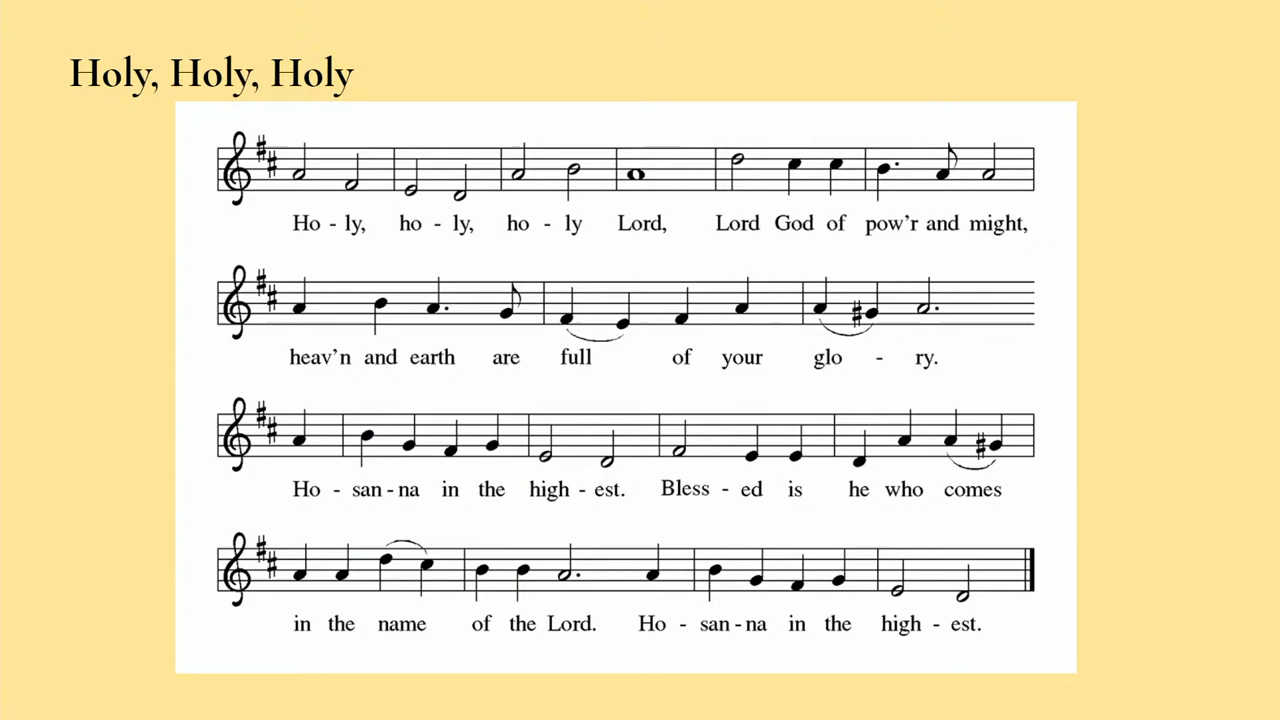 Holy, Holy, Holy
Ho - ly, ho - ly, ho - ly Lord, Lord God of pow’r and might,
heav’n and earth are full of your glo - ry.
Ho - san - na in the high - est. Bless - ed is he who comes
in the name of the Lord. Ho - san - na in the high - est.